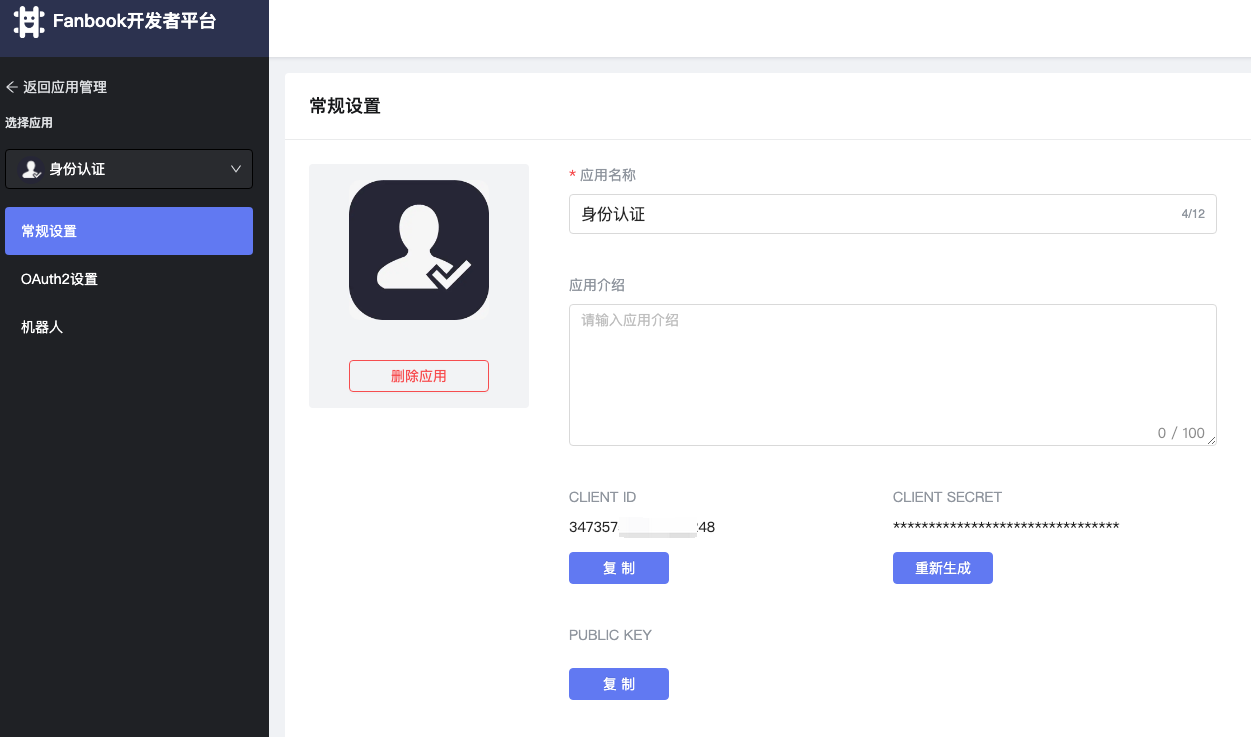 Fanbook开发者平台
返回应用管理
选择应用
身份认证
常规设置
OAuth2设置
机器人
常规设置
删除应用
* 应用名称
身份认证
4/12
应用介绍
请输入应用介绍
0 / 100
CLIENT ID
347357 248
复 制
CLIENT SECRET
********************************
重新生成
PUBLIC KEY
复 制